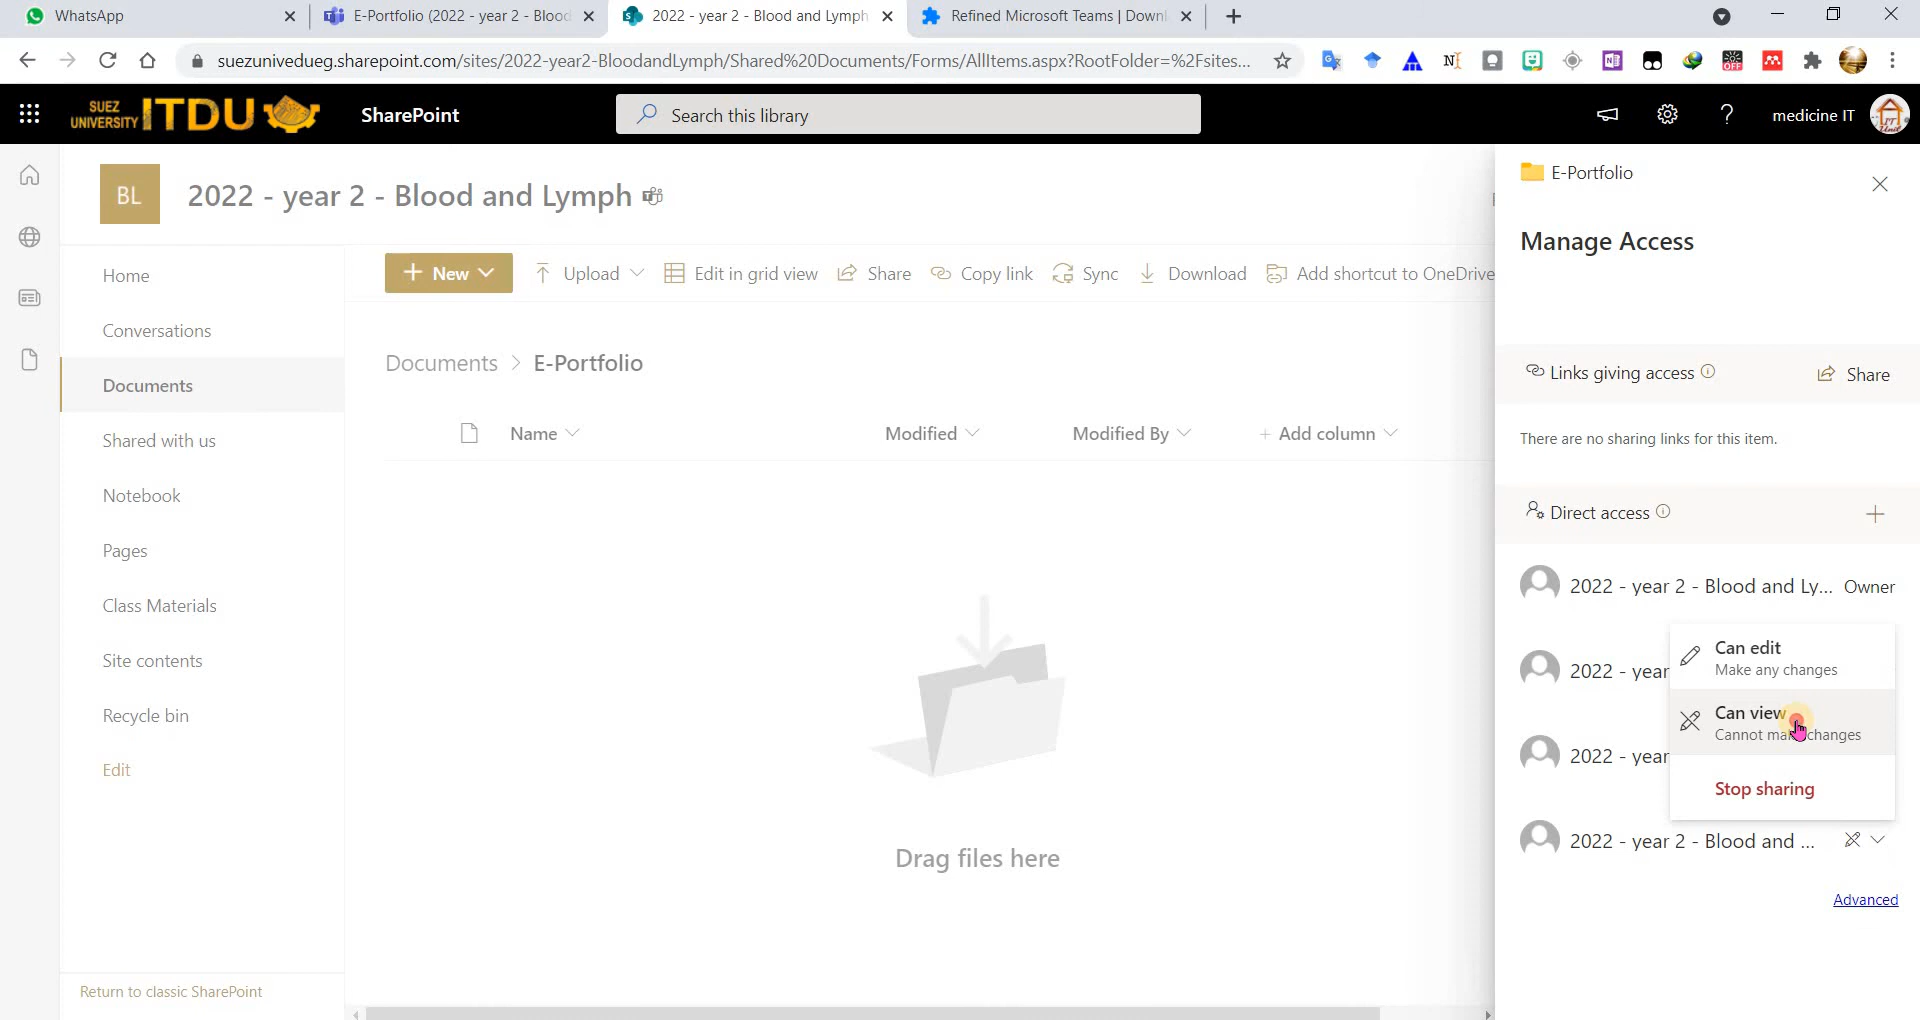 WhatsApp
E-Portfolio (2022 - year 2 - Blood
2022 - year 2 - Blood and Lymph
Refined Microsoft Teams | Downl
suezunivedueg.sharepoint.com/sites/2022-year2-BloodandLymph/Shared%20Documents/Forms/AllItems.aspx?RootFolder=%2Fsites...
SUEZ UNIVERSITY ITDU
SharePoint
Search this library
medicine IT
BL
2022 - year 2 - Blood and Lymph
Home
Conversations
Documents
Shared with us
Notebook
Pages
Class Materials
Site contents
Recycle bin
Edit
Return to classic SharePoint
New
Upload
Edit in grid view
Share
Copy link
Sync
Download
Add shortcut to OneDrive
Documents > E-Portfolio
Name
Modified
Modified By
+ Add column
Drag files here
E-Portfolio
Manage Access
Links giving access
Share
There are no sharing links for this item.
Direct access
2022 - year 2 - Blood and Ly... Owner
2022 - year
Can edit
Make any changes
Can view
Cannot make changes
2022 - year
Stop sharing
2022 - year 2 - Blood and ...
Advanced